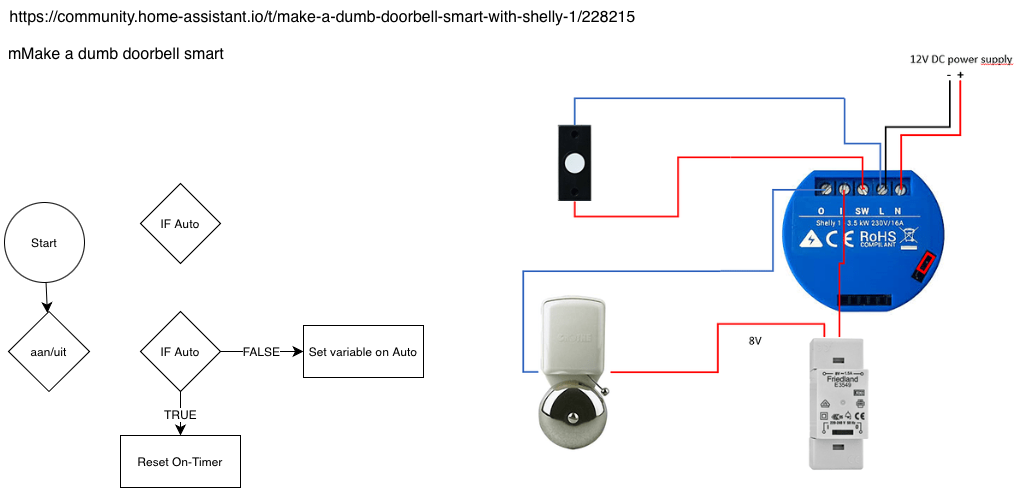 https://community.home-assistant.io/t/make-a-dumb-doorbell-smart-with-shelly-1/228215
mMake a dumb doorbell smart
12V DC power supply
- +
O I SW L N
Shelly 1 3.5 kW 230V/16A
CE RoHS
COMPLIANT
IF Auto
Start
aan/uit
IF Auto
FALSE
Set variable on Auto
8V
Friedland
E3549
TRUE
Reset On-Timer